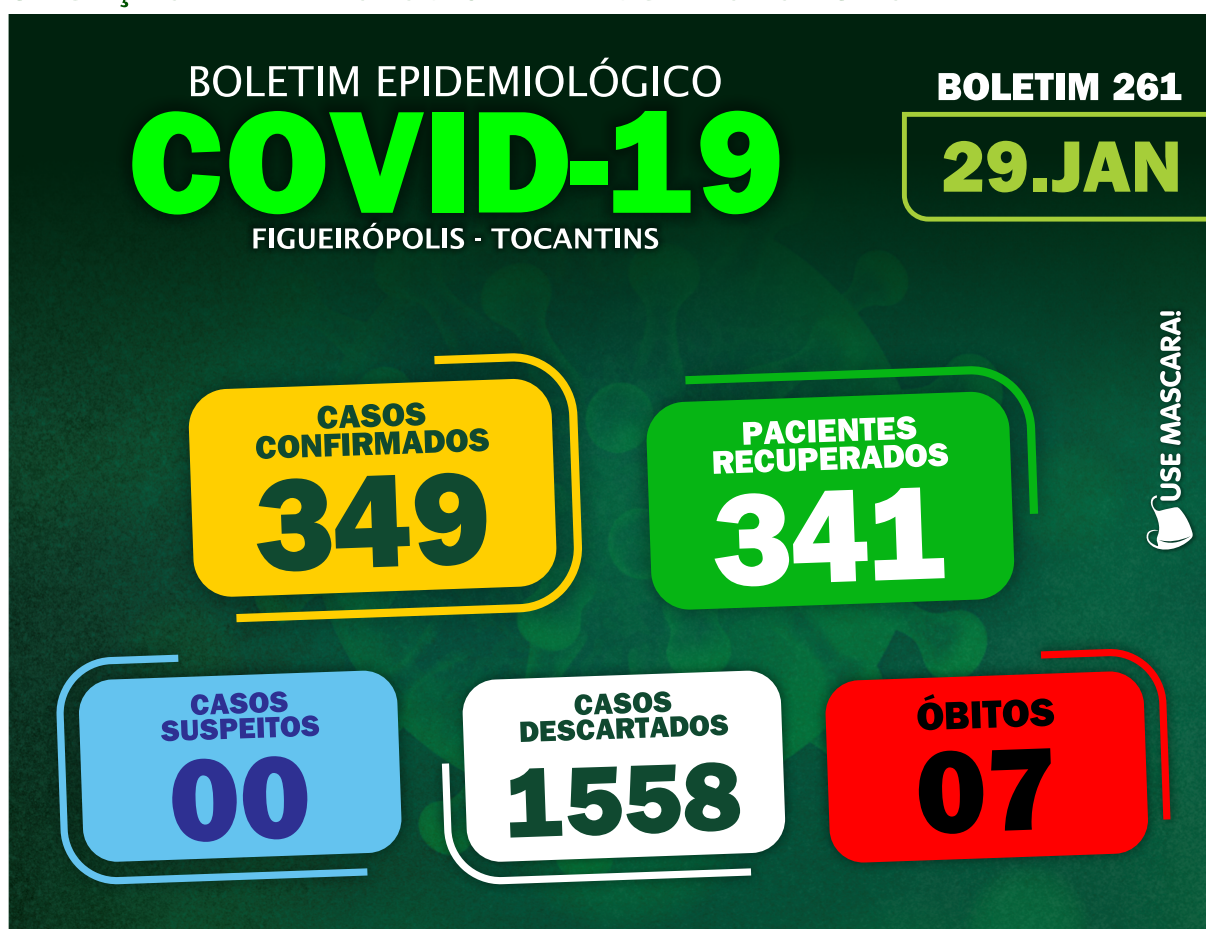 BOLETIM EPIDEMIOLÓGICO
COVID-19
FIGUEIRÓPOLIS - TOCANTINS
BOLETIM 261
29.JAN
USE MASCARA!
CASOS
CONFIRMADOS
349
PACIENTES
RECUPERADOS
341
CASOS
SUSPEITOS
00
CASOS
DESCARTADOS
1558
ÓBITOS
07